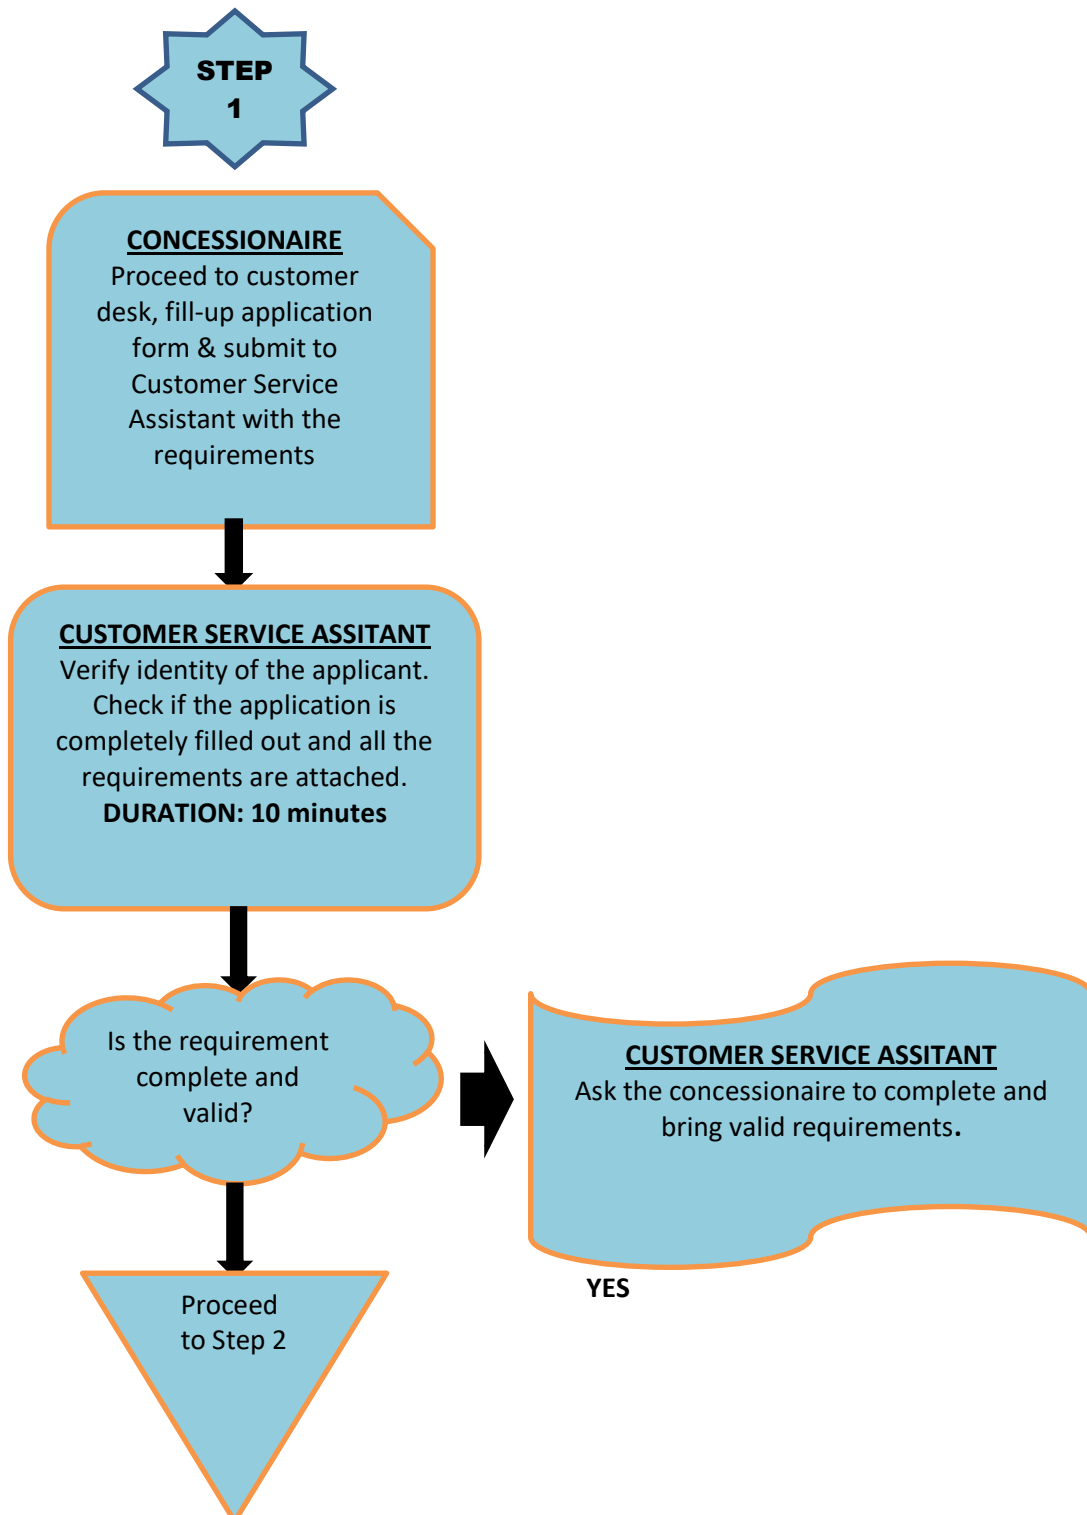 STEP
1
CONCESSIONAIRE
Proceed to customer
desk, fill-up application
form & submit to
Customer Service
Assistant with the
requirements
CUSTOMER SERVICE ASSITANT
Verify identity of the applicant.
Check if the application is
completely filled out and all the
requirements are attached.
DURATION: 10 minutes
Is the requirement
complete and
valid?
CUSTOMER SERVICE ASSITANT
Ask the concessionaire to complete and
bring valid requirements.
YES
Proceed
to Step 2